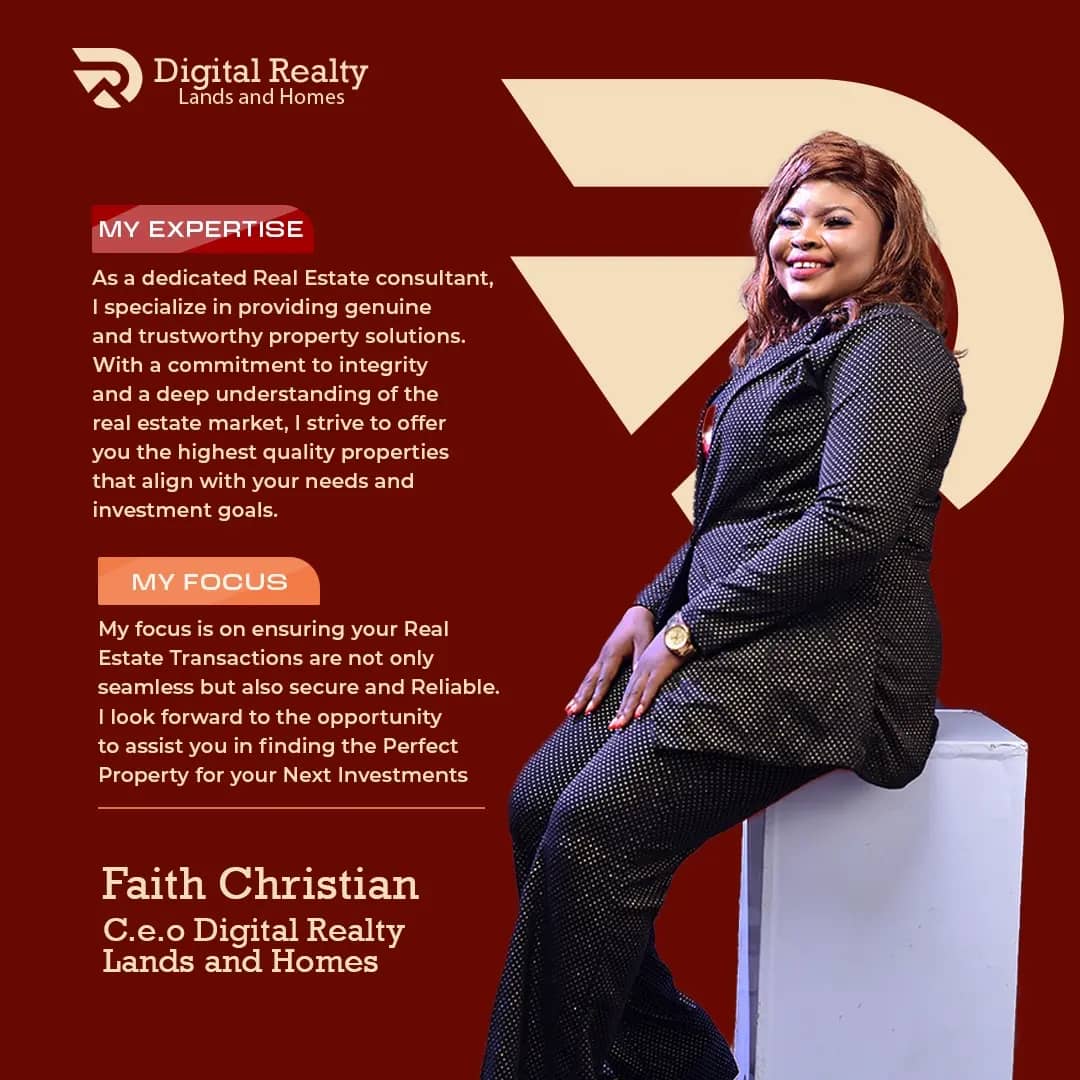 Digital Realty
Lands and Homes
MY EXPERTISE
As a dedicated Real Estate consultant,
I specialize in providing genuine
and trustworthy property solutions.
With a commitment to integrity
and a deep understanding of the
real estate market, I strive to offer
you the highest quality properties
that align with your needs and
investment goals.
MY FOCUS
My focus is on ensuring your Real
Estate Transactions are not only
seamless but also secure and Reliable.
I look forward to the opportunity
to assist you in finding the Perfect
Property for your Next Investments
Faith Christian
C.e.o Digital Realty
Lands and Homes